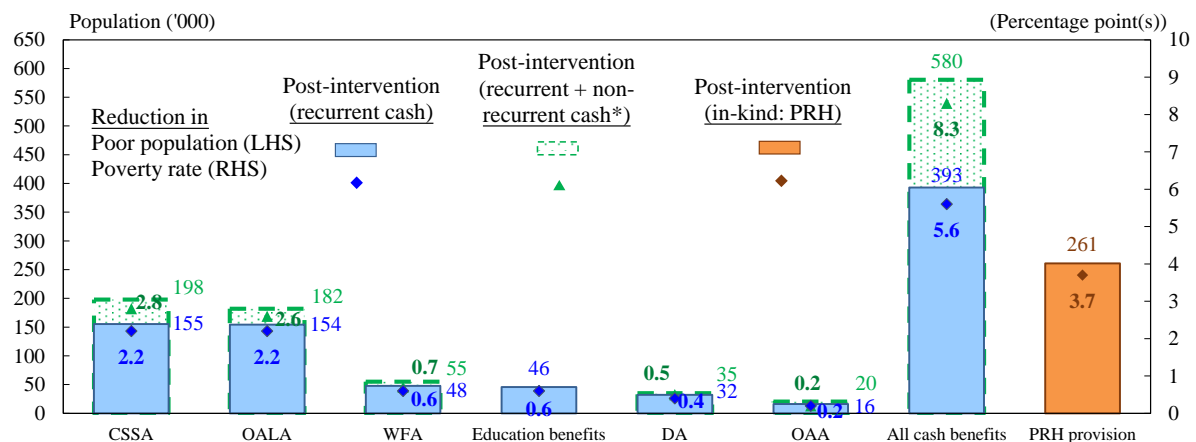 Population ('000)
(Percentage point(s))
650
600
550
500
450
400
350
300
250
200
150
100
50
0
10
9
8
7
6
5
4
3
2
1
0
Reduction in
Poor population (LHS)
Poverty rate (RHS)
Post-intervention
(recurrent cash)
Post-intervention
(recurrent + non-
recurrent cash*)
Post-intervention
(in-kind: PRH)
198
2.8
155
2.2
182
2.6
154
2.2
0.7
55
0.6
48
46
0.6
0.5
35
32
0.4
0.2
20
0.2
16
580
8.3
393
5.6
261
3.7
CSSA
OALA
WFA
Education benefits
DA
OAA
All cash benefits
PRH provision